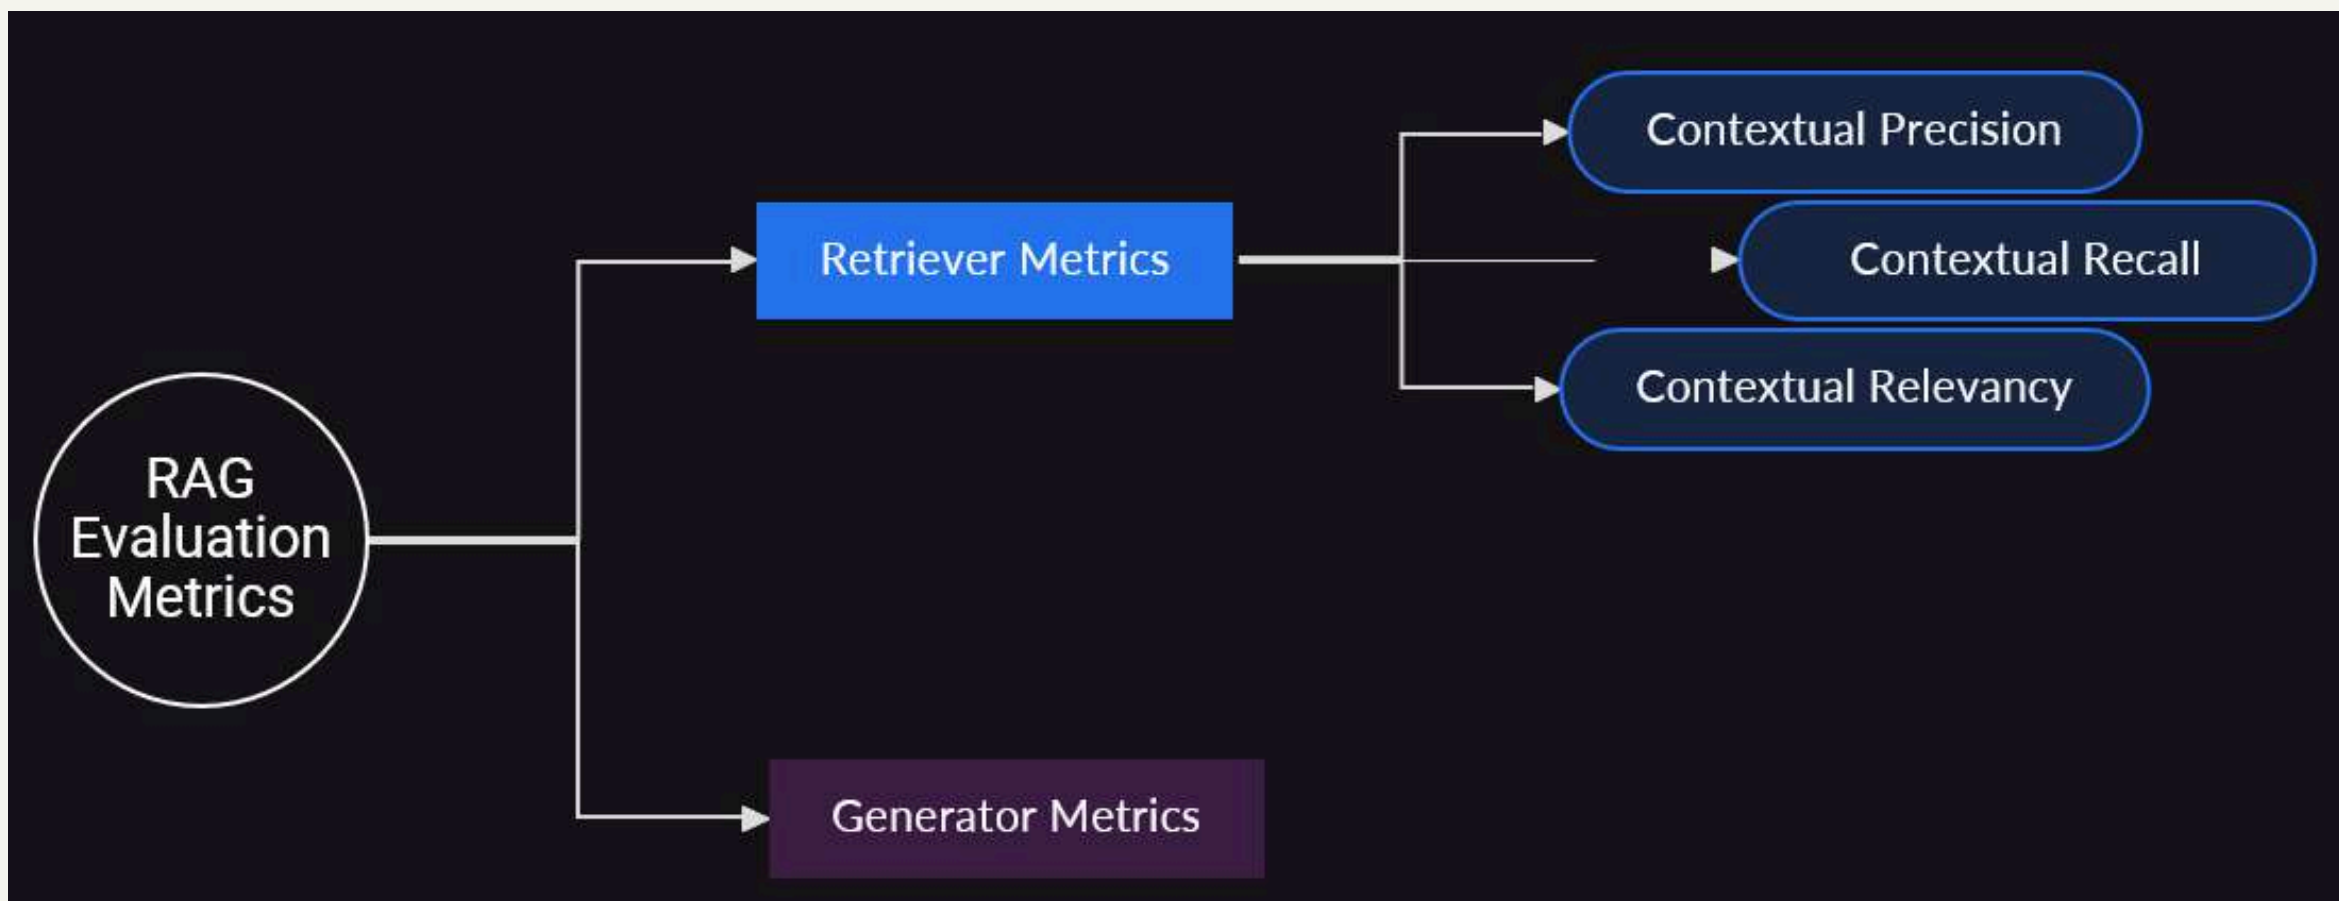 RAG
Evaluation
Metrics
Retriever Metrics
Contextual Precision
Contextual Recall
Contextual Relevancy
Generator Metrics